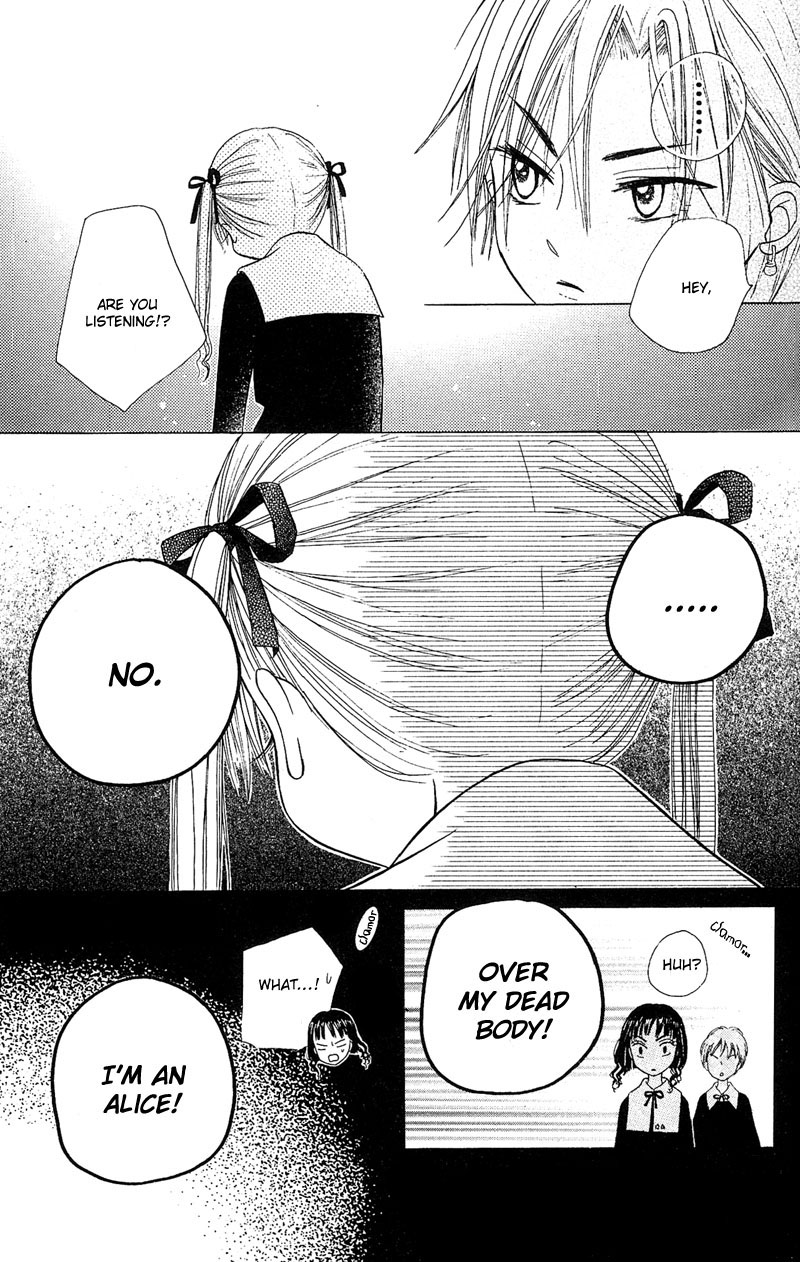 HEY,
ARE YOU
LISTENING!?
.....
NO.
OVER
MY DEAD
BODY!
clamor...
HUH?
clamor
WHAT...!
I'M AN
ALICE!